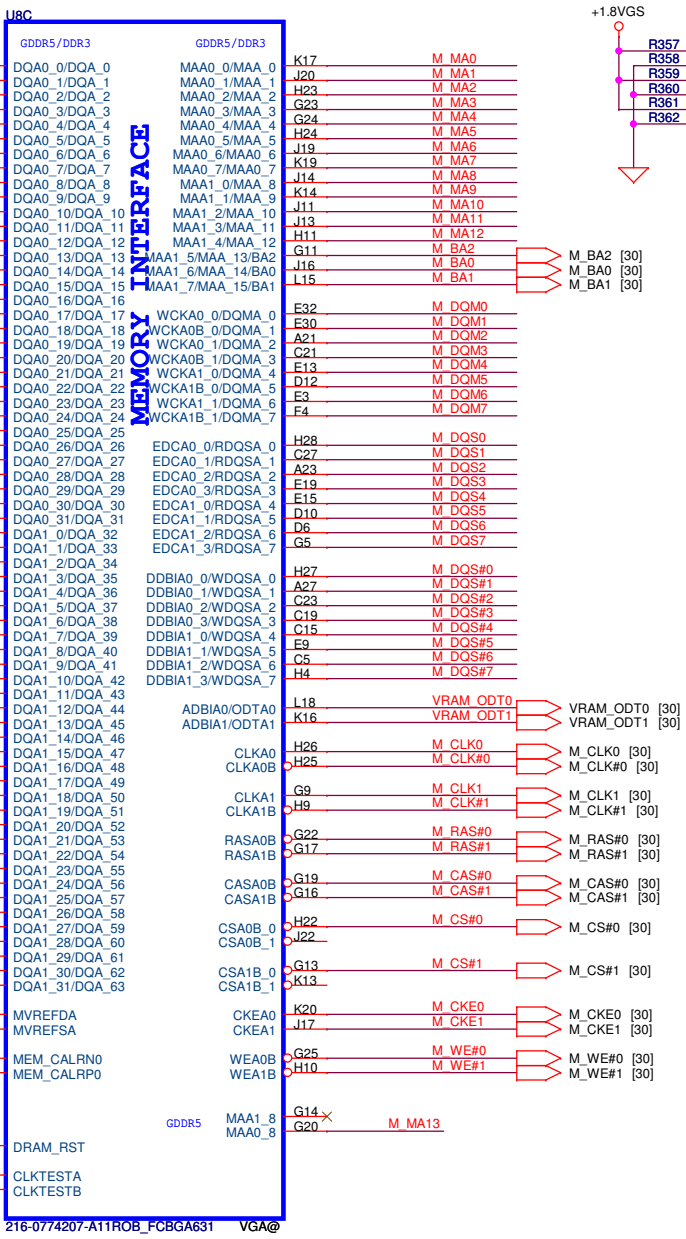 U8C
+1.8VGS
GDDR5/DDR3 GDDR5/DDR3
R357
R358
R359
R360
R361
R362
MEMORY INTERFACE
DQA0_0/DQA_0 MAA0_0/MAA_0 K17 M_MA0
DQA0_1/DQA_1 MAA0_1/MAA_1 J20 M_MA1
DQA0_2/DQA_2 MAA0_2/MAA_2 H23 M_MA2
DQA0_3/DQA_3 MAA0_3/MAA_3 G23 M_MA3
DQA0_4/DQA_4 MAA0_4/MAA_4 G24 M_MA4
DQA0_5/DQA_5 MAA0_5/MAA_5 H24 M_MA5
DQA0_6/DQA_6 MAA0_6/MAA0_6 J19 M_MA6
DQA0_7/DQA_7 MAA0_7/MAA0_7 K19 M_MA7
DQA0_8/DQA_8 MAA1_0/MAA_8 J14 M_MA8
DQA0_9/DQA_9 MAA1_1/MAA_9 K14 M_MA9
DQA0_10/DQA_10 MAA1_2/MAA_10 J11 M_MA10
DQA0_11/DQA_11 MAA1_3/MAA_11 J13 M_MA11
DQA0_12/DQA_12 MAA1_4/MAA_12 H11 M_MA12
DQA0_13/DQA_13 MAA1_5/MAA_13/BA2 G11 M_BA2 M_BA2 [30]
DQA0_14/DQA_14 MAA1_6/MAA_14/BA0 J16 M_BA0 M_BA0 [30]
DQA0_15/DQA_15 MAA1_7/MAA_15/BA1 L15 M_BA1 M_BA1 [30]
DQA0_16/DQA_16
DQA0_17/DQA_17 WCKA0_0/DQMA_0 E32 M_DQM0
DQA0_18/DQA_18 WCKA0B_0/DQMA_1 E30 M_DQM1
DQA0_19/DQA_19 WCKA0_1/DQMA_2 A21 M_DQM2
DQA0_20/DQA_20 WCKA0B_1/DQMA_3 C21 M_DQM3
DQA0_21/DQA_21 WCKA1_0/DQMA_4 E13 M_DQM4
DQA0_22/DQA_22 WCKA1B_0/DQMA_5 D12 M_DQM5
DQA0_23/DQA_23 WCKA1_1/DQMA_6 E3 M_DQM6
DQA0_24/DQA_24 WCKA1B_1/DQMA_7 F4 M_DQM7
DQA0_25/DQA_25
DQA0_26/DQA_26 EDCA0_0/RDQSA_0 H28 M_DQS0
DQA0_27/DQA_27 EDCA0_1/RDQSA_1 C27 M_DQS1
DQA0_28/DQA_28 EDCA0_2/RDQSA_2 A23 M_DQS2
DQA0_29/DQA_29 EDCA0_3/RDQSA_3 E19 M_DQS3
DQA0_30/DQA_30 EDCA1_0/RDQSA_4 E15 M_DQS4
DQA0_31/DQA_31 EDCA1_1/RDQSA_5 D10 M_DQS5
DQA1_0/DQA_32 EDCA1_2/RDQSA_6 D6 M_DQS6
DQA1_1/DQA_33 EDCA1_3/RDQSA_7 G5 M_DQS7
DQA1_2/DQA_34
DQA1_3/DQA_35 DDBIA0_0/WDQSA_0 H27 M_DQS#0
DQA1_4/DQA_36 DDBIA0_1/WDQSA_1 A27 M_DQS#1
DQA1_5/DQA_37 DDBIA0_2/WDQSA_2 C23 M_DQS#2
DQA1_6/DQA_38 DDBIA0_3/WDQSA_3 C19 M_DQS#3
DQA1_7/DQA_39 DDBIA1_0/WDQSA_4 C15 M_DQS#4
DQA1_8/DQA_40 DDBIA1_1/WDQSA_5 E9 M_DQS#5
DQA1_9/DQA_41 DDBIA1_2/WDQSA_6 C5 M_DQS#6
DQA1_10/DQA_42 DDBIA1_3/WDQSA_7 H4 M_DQS#7
DQA1_11/DQA_43
DQA1_12/DQA_44 ADBIA0/ODTA0 L18 VRAM_ODT0 VRAM_ODT0 [30]
DQA1_13/DQA_45 ADBIA1/ODTA1 K16 VRAM_ODT1 VRAM_ODT1 [30]
DQA1_14/DQA_46
DQA1_15/DQA_47 CLKA0 H26 M_CLK0 M_CLK0 [30]
DQA1_16/DQA_48 CLKA0B H25 M_CLK#0 M_CLK#0 [30]
DQA1_17/DQA_49
DQA1_18/DQA_50 CLKA1 G9 M_CLK1 M_CLK1 [30]
DQA1_19/DQA_51 CLKA1B H9 M_CLK#1 M_CLK#1 [30]
DQA1_20/DQA_52
DQA1_21/DQA_53 RASA0B G22 M_RAS#0 M_RAS#0 [30]
DQA1_22/DQA_54 RASA1B G17 M_RAS#1 M_RAS#1 [30]
DQA1_23/DQA_55
DQA1_24/DQA_56 CASA0B G19 M_CAS#0 M_CAS#0 [30]
DQA1_25/DQA_57 CASA1B G16 M_CAS#1 M_CAS#1 [30]
DQA1_26/DQA_58
DQA1_27/DQA_59 CSA0B_0 H22 M_CS#0 M_CS#0 [30]
DQA1_28/DQA_60 CSA0B_1 J22
DQA1_29/DQA_61
DQA1_30/DQA_62 CSA1B_0 G13 M_CS#1 M_CS#1 [30]
DQA1_31/DQA_63 CSA1B_1 K13
MVREFDA CKEA0 K20 M_CKE0 M_CKE0 [30]
MVREFSA CKEA1 J17 M_CKE1 M_CKE1 [30]
MEM_CALRN0 WEA0B G25 M_WE#0 M_WE#0 [30]
MEM_CALRP0 WEA1B H10 M_WE#1 M_WE#1 [30]
GDDR5 MAA1_8 G14
MAA0_8 G20 M_MA13
DRAM_RST
CLKTESTA
CLKTESTB
216-0774207-A11ROB_FCBGA631 VGA@